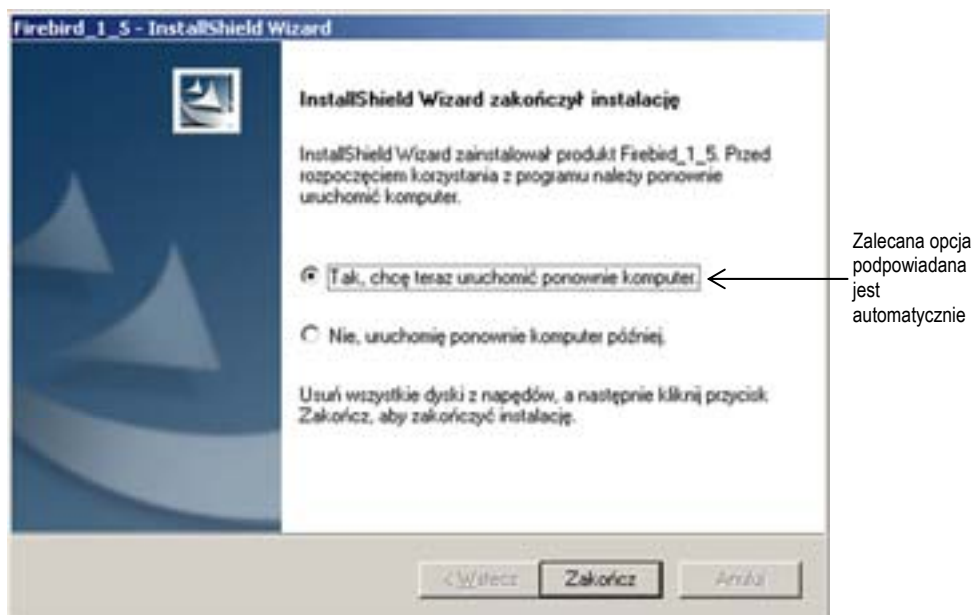 Firebird_1_5 - InstallShield Wizard
InstallShield Wizard zakończył instalację
InstallShield Wizard zainstalował produkt Firebird_1_5. Przed
rozpoczęciem korzystania z programu należy ponownie
uruchomić komputer.
Tak, chcę teraz uruchomić ponownie komputer.
Zalecana opcja
podpowiadana
jest
automatycznie
Nie, uruchomię ponownie komputer później.
Usuń wszystkie dyski z napędów, a następnie kliknij przycisk
Zakończ, aby zakończyć instalację.
< Wstecz
Zakończ
Anuluj